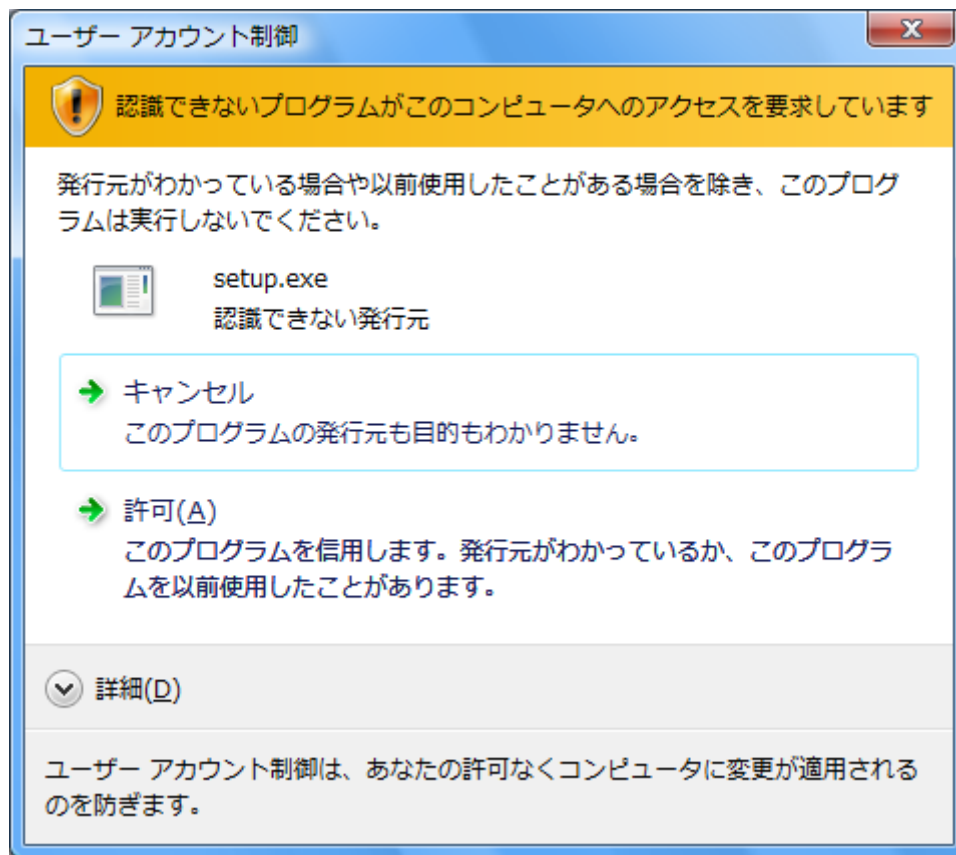 ユーザー アカウント制御
認識できないプログラムがこのコンピュータへのアクセスを要求しています
発行元がわかっている場合や以前使用したことがある場合を除き、このプログ
ラムは実行しないでください。
setup.exe
認識できない発行元
キャンセル
このプログラムの発行元も目的もわかりません。
許可(A)
このプログラムを信用します。発行元がわかっているか、このプログラ
ムを以前使用したことがあります。
詳細(D)
ユーザー アカウント制御は、あなたの許可なくコンピュータに変更が適用される
のを防ぎます。